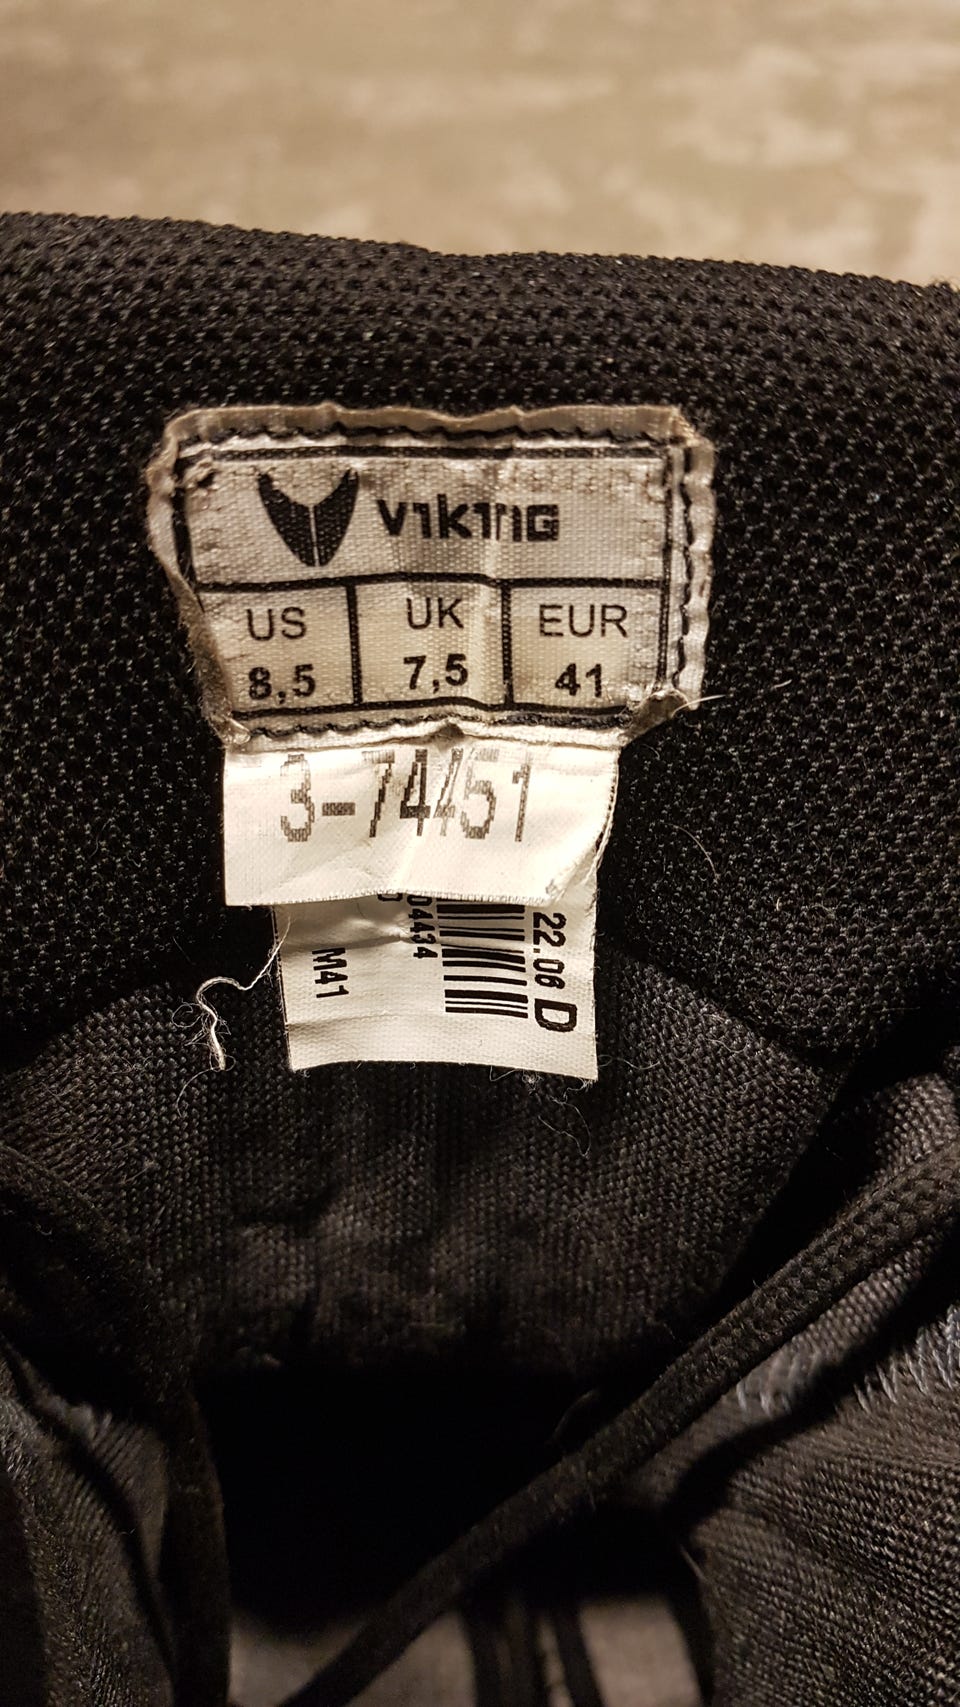 VIKING
US UK EUR
8,5 7,5 41
3-74451
22.06 D
04434
M41